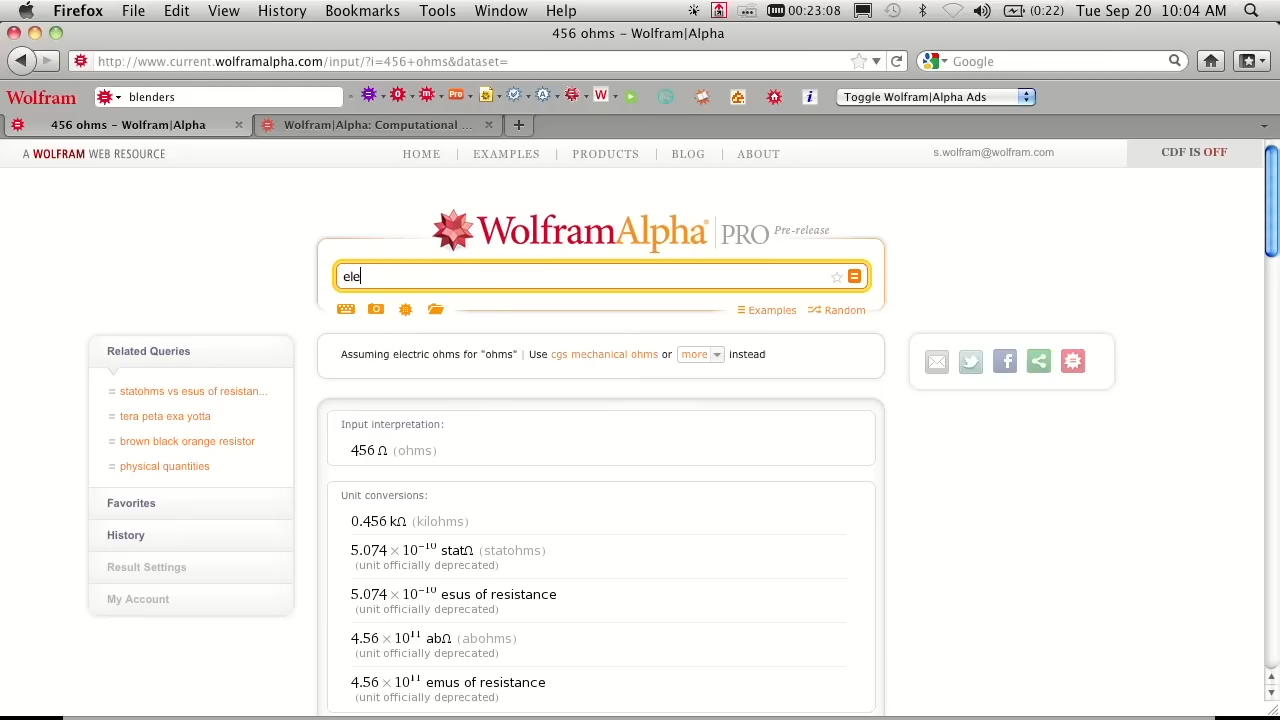 Firefox File Edit View History Bookmarks Tools Window Help 00:23:08 (0:22) Tue Sep 20 10:04 AM
456 ohms – Wolfram|Alpha
http://www.current.wolframalpha.com/input/?i=456+ohms&dataset= Google
Wolfram blenders Pro W i Toggle Wolfram|Alpha Ads
456 ohms – Wolfram|Alpha Wolfram|Alpha: Computational ...
A WOLFRAM WEB RESOURCE HOME | EXAMPLES | PRODUCTS | BLOG | ABOUT s.wolfram@wolfram.com CDF IS OFF
WolframAlpha® PRO Pre-release
ele
Examples Random
Related Queries
statohms vs esus of resistan...
tera peta exa yotta
brown black orange resistor
physical quantities
Favorites
History
Result Settings
My Account
Assuming electric ohms for "ohms" | Use cgs mechanical ohms or more instead
Input interpretation:
456 Ω (ohms)
Unit conversions:
0.456 kΩ (kilohms)
5.074 × 10⁻¹⁰ statΩ (statohms)
(unit officially deprecated)
5.074 × 10⁻¹⁰ esus of resistance
(unit officially deprecated)
4.56 × 10¹¹ abΩ (abohms)
(unit officially deprecated)
4.56 × 10¹¹ emus of resistance
(unit officially deprecated)